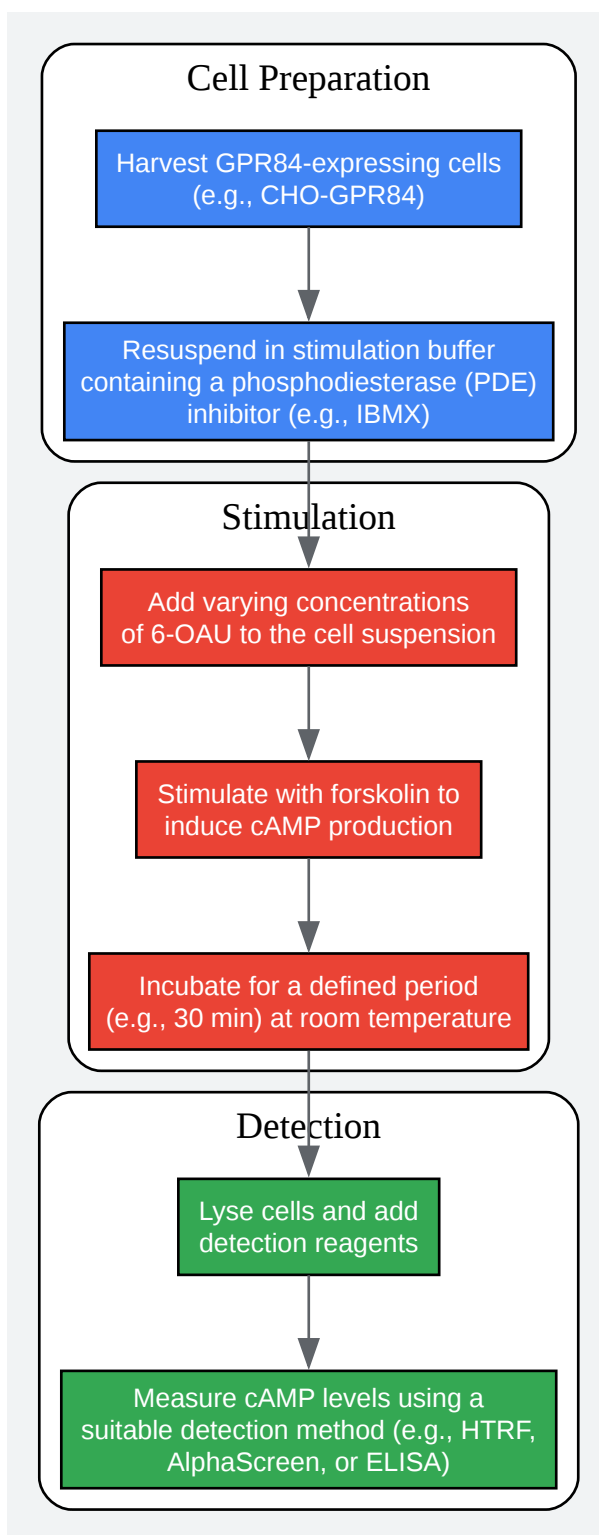 Cell Preparation
Harvest GPR84-expressing cells
(e.g., CHO-GPR84)
Resuspend in stimulation buffer
containing a phosphodiesterase (PDE)
inhibitor (e.g., IBMX)
Stimulation
Add varying concentrations
of 6-OAU to the cell suspension
Stimulate with forskolin to
induce cAMP production
Incubate for a defined period
(e.g., 30 min) at room temperature
Detection
Lyse cells and add
detection reagents
Measure cAMP levels using a
suitable detection method (e.g., HTRF,
AlphaScreen, or ELISA)